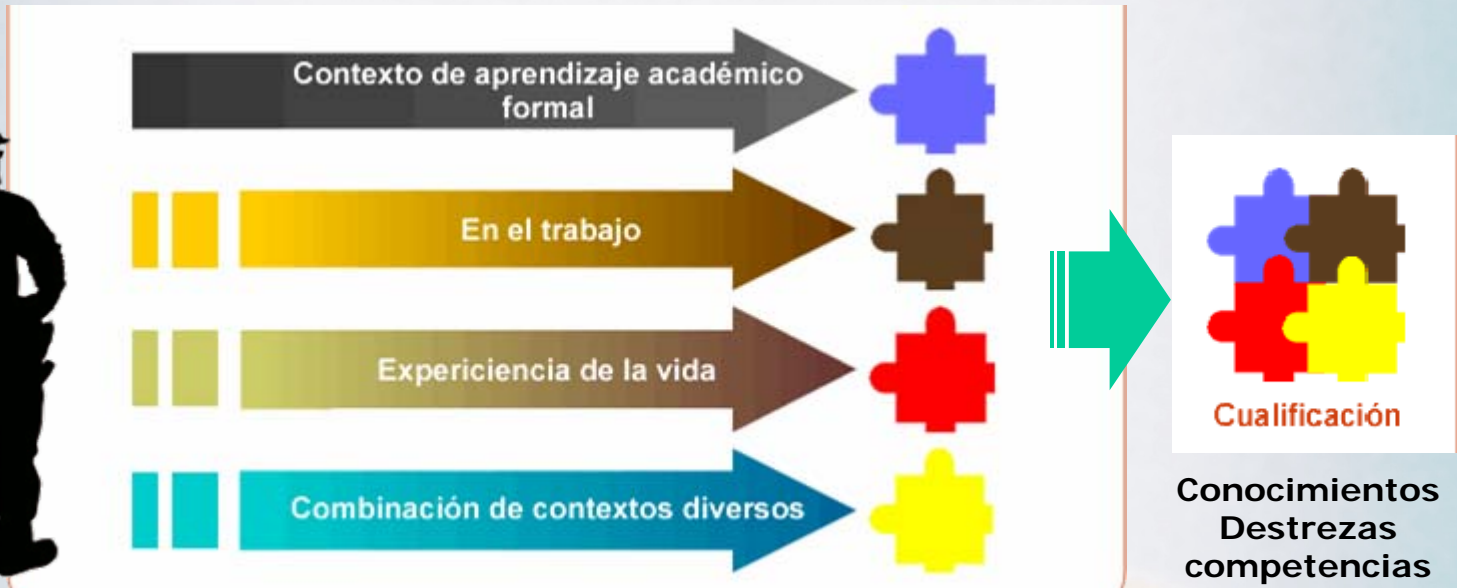 Contexto de aprendizaje académico
formal
En el trabajo
Expericiencia de la vida
Combinación de contextos diversos
Cualificación
Conocimientos
Destrezas
competencias